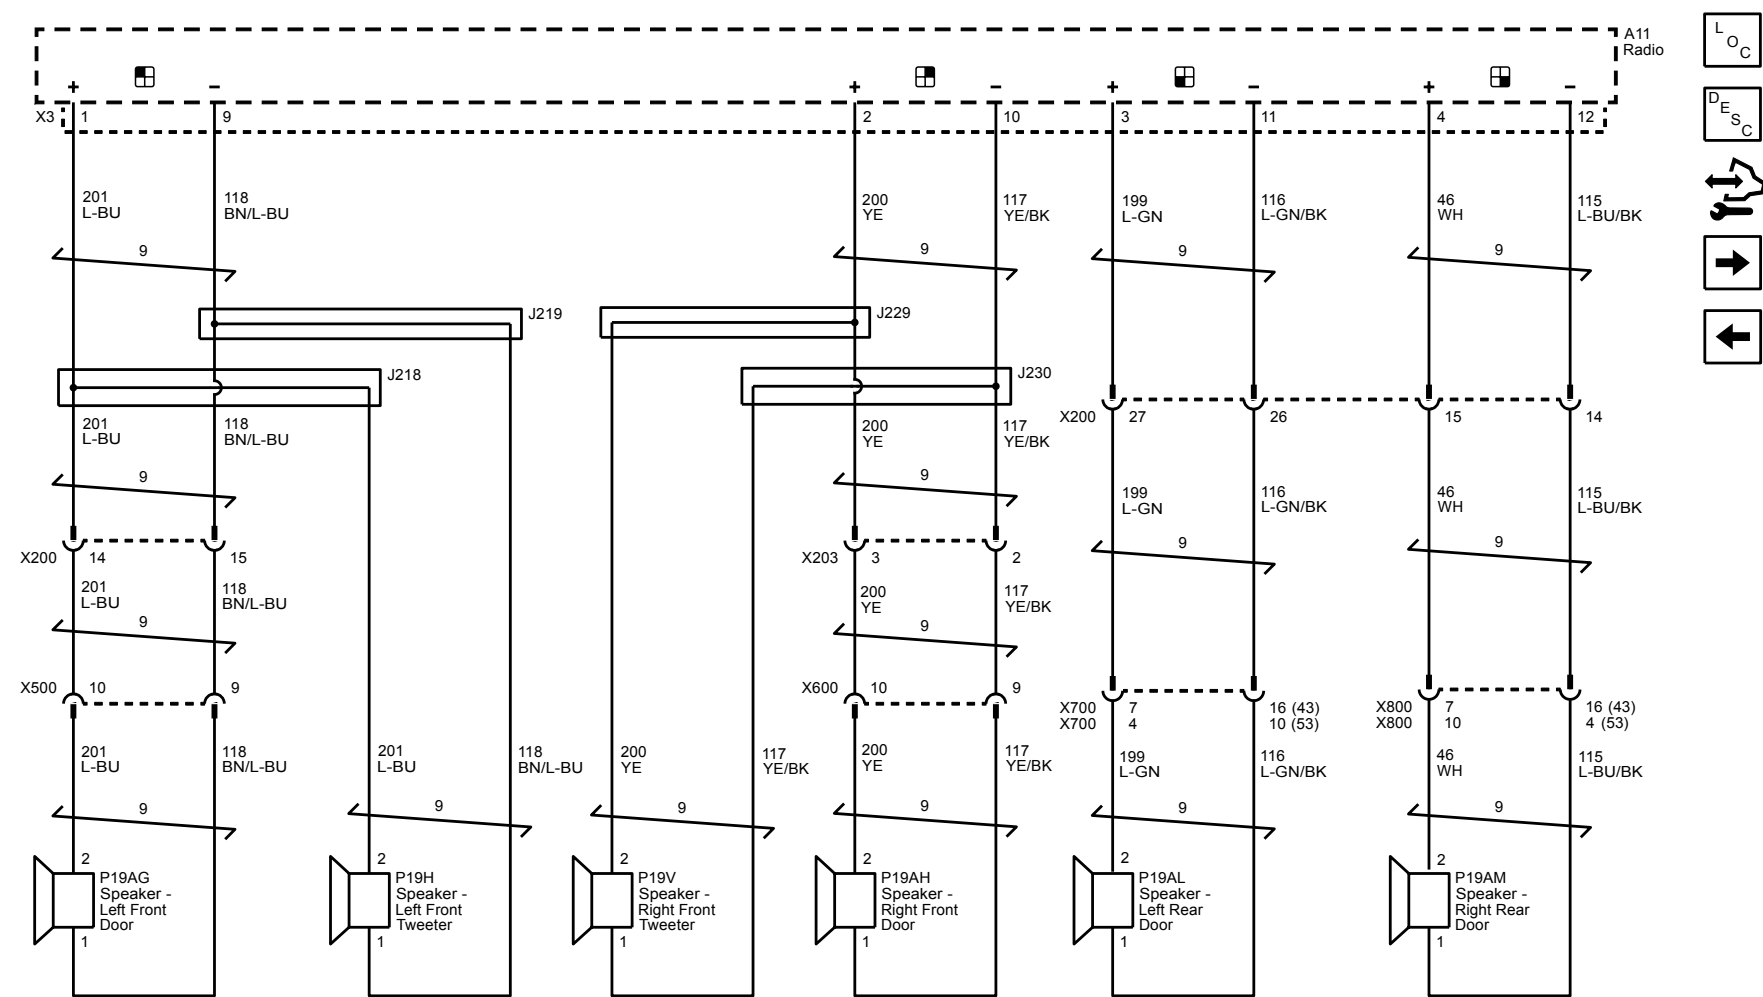 A11
Radio
L O C
+ − + − + − + −
X3 1 9 2 10 3 11 4 12
D E S C
201 118 200 117 199 116 46 115
L-BU BN/L-BU YE YE/BK L-GN L-GN/BK WH L-BU/BK
9 9 9 9
J219 J229
J218 J230
201 118 200 117
L-BU BN/L-BU YE YE/BK
X200 27 26 15 14
9 9
199 116 46 115
L-GN L-GN/BK WH L-BU/BK
X200 14 15 X203 3 2
9 9
201 118 200 117
L-BU BN/L-BU YE YE/BK
9 9
X500 10 9 X600 10 9
X700 7 16 (43) X800 7 16 (43)
X700 4 10 (53) X800 10 4 (53)
201 118 201 118 200 117 200 117 199 116 46 115
L-BU BN/L-BU L-BU BN/L-BU YE YE/BK YE YE/BK L-GN L-GN/BK WH L-BU/BK
9 9 9 9 9 9
2 2 2 2 2 2
P19AG P19H P19V P19AH P19AL P19AM
Speaker - Speaker - Speaker - Speaker - Speaker - Speaker -
Left Front Left Front Right Front Right Front Left Rear Right Rear
Door Tweeter Tweeter Door Door Door
1 1 1 1 1 1